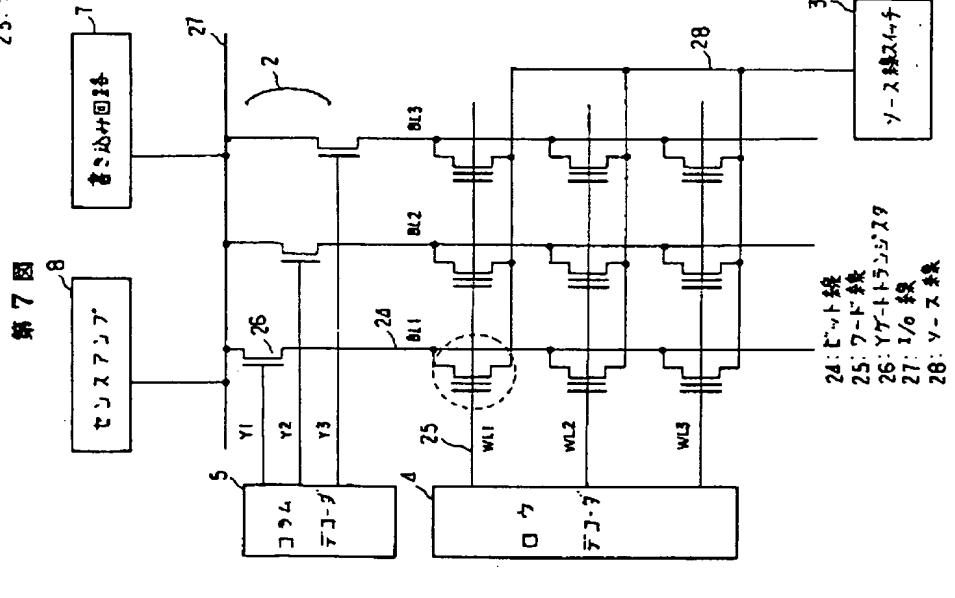 第7図
8
センスアンプ
7
書き込み回路
27
2
26
24
Y1
Y2
Y3
5
コラム
デコーダ
BL1
BL2
BL3
28
25
4
ロウ
デコーダ
WL1
WL2
WL3
3
ソース線スイッチ
24:ビット線
25:ワード線
26:Yゲートトランジスタ
27:I/O線
28:ソース線